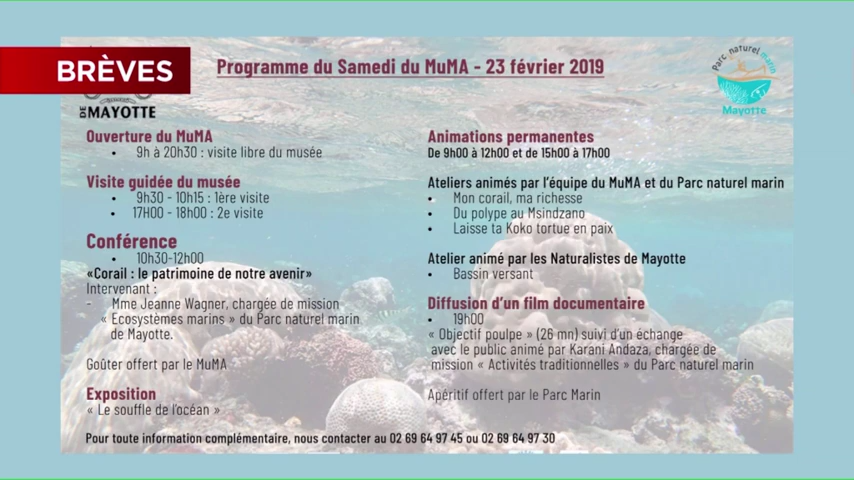 BRÈVES
Programme du Samedi du MuMA - 23 février 2019
Parc naturel marin
Mayotte
DE MAYOTTE
Ouverture du MuMA
• 9h à 20h30 : visite libre du musée
Visite guidée du musée
• 9h30 - 10h15 : 1ère visite
• 17H00 - 18h00 : 2e visite
Conférence
• 10h30-12h00
«Corail : le patrimoine de notre avenir»
Intervenant :
- Mme Jeanne Wagner, chargée de mission
« Ecosystèmes marins » du Parc naturel marin
de Mayotte.
Goûter offert par le MuMA
Exposition
« Le souffle de l'océan »
Animations permanentes
De 9h00 à 12h00 et de 15h00 à 17h00
Ateliers animés par l'équipe du MuMA et du Parc naturel marin
• Mon corail, ma richesse
• Du polype au Msindzano
• Laisse ta Koko tortue en paix
Atelier animé par les Naturalistes de Mayotte
• Bassin versant
Diffusion d'un film documentaire
• 19h00
« Objectif poulpe » (26 mn) suivi d'un échange
avec le public animé par Karani Andaza, chargée de
mission « Activités traditionnelles » du Parc naturel marin
Apéritif offert par le Parc Marin
Pour toute information complémentaire, nous contacter au 02 69 64 97 45 ou 02 69 64 97 30